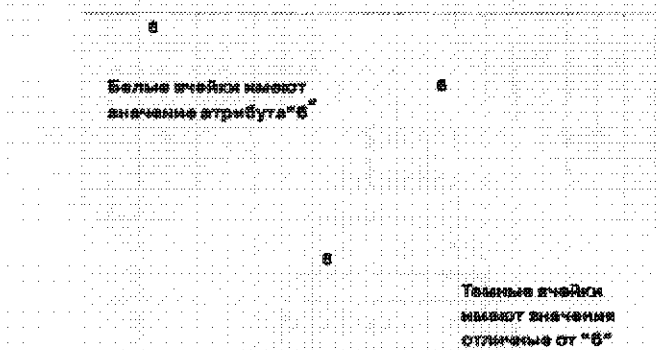 6
Белые ячейки имеют
6
значение атрибута "6"
6
Темные ячейки
имеют значения
отличные от "6"